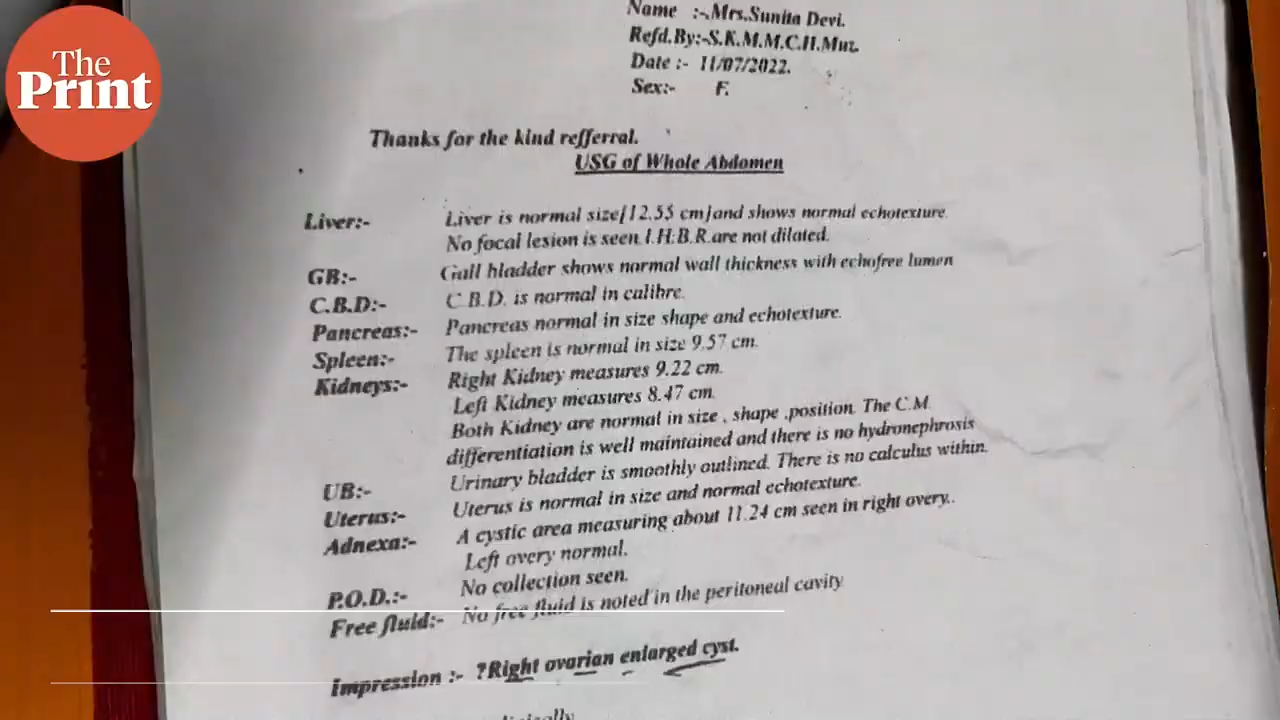 The
Print
Name :-.Mrs.Sunita Devi.
Refd.By:-S.K.M.M.C.H.Muz.
Date :- 11/07/2022.
Sex:- F.
Thanks for the kind refferral.
USG of Whole Abdomen
Liver:- Liver is normal size[12.55 cm]and shows normal echotexture.
No focal lesion is seen.I.H.B.R.are not dilated.
GB:- Gall bladder shows normal wall thickness with echofree lumen
C.B.D:- C.B.D. is normal in calibre.
Pancreas:- Pancreas normal in size shape and echotexture.
Spleen:- The spleen is normal in size 9.57 cm.
Kidneys:- Right Kidney measures 9.22 cm.
Left Kidney measures 8.47 cm.
Both Kidney are normal in size , shape ,position. The C.M.
differentiation is well maintained and there is no hydronephrosis
UB:- Urinary bladder is smoothly outlined. There is no calculus within.
Uterus:- Uterus is normal in size and normal echotexture.
Adnexa:- A cystic area measuring about 11.24 cm seen in right overy..
Left overy normal.
P.O.D.:- No collection seen.
Free fluid:- No free fluid is noted in the peritoneal cavity
Impression :- ?Right ovarian enlarged cyst.